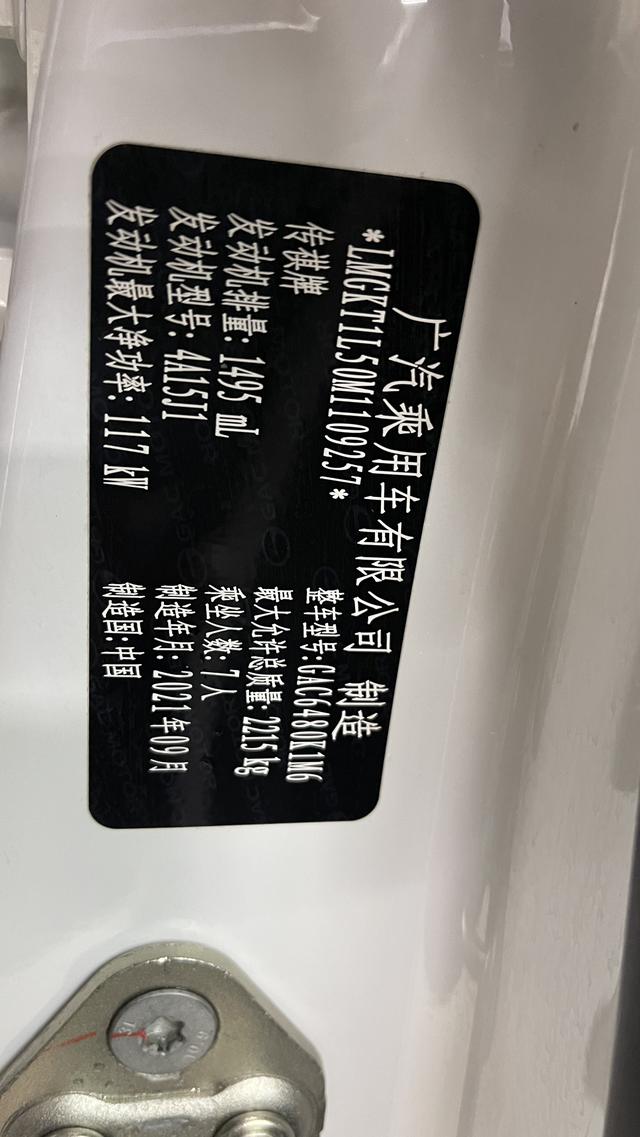 广汽乘用车有限公司 制造
*LMGKT1L50M1109257*
传祺牌 整车型号:GAC6480K1M6
发动机排量: 1495 mL 最大允许总质量: 2215 kg
发动机型号: 4A15J1 乘坐人数: 7人
发动机最大净功率: 117 kW 制造年月: 2021年09月
制造国: 中国